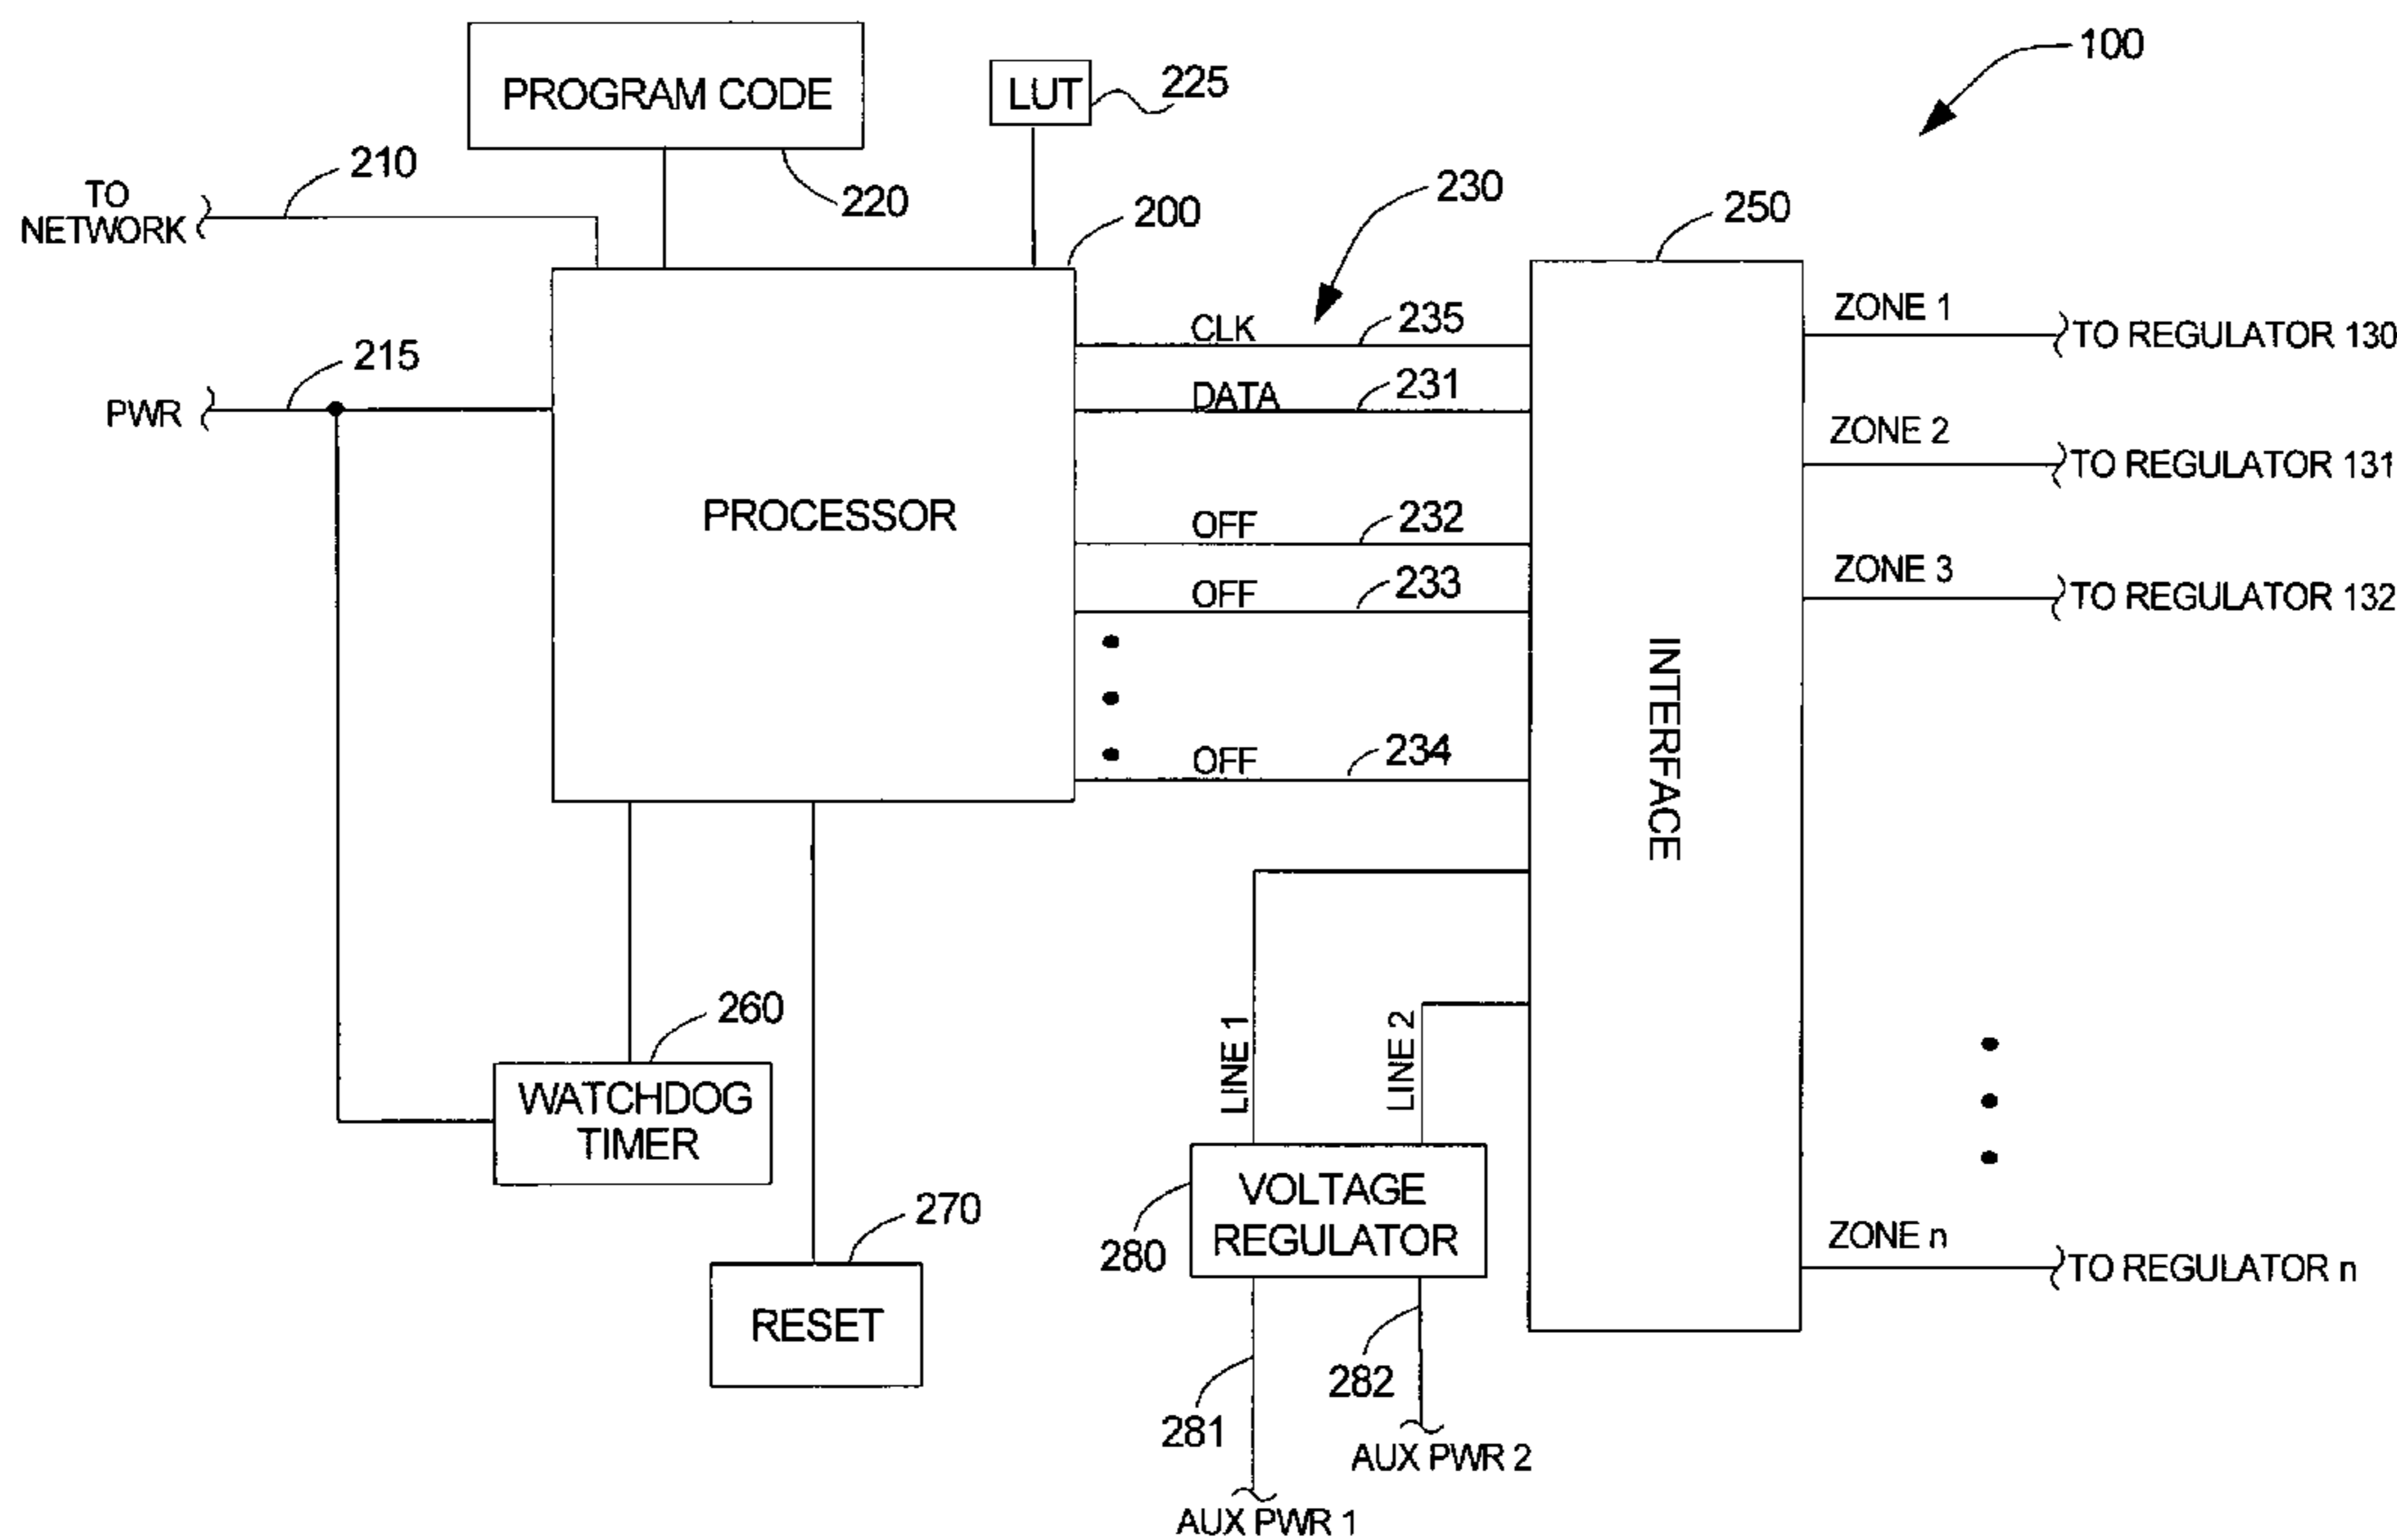 100
PROGRAM CODE
LUT
225
210
220
TO
NETWORK
200
230
250
ZONE 1
TO REGULATOR 130
CLK
235
215
PWR
DATA
231
ZONE 2
TO REGULATOR 131
PROCESSOR
OFF
232
OFF
233
ZONE 3
TO REGULATOR 132
INTERFACE
OFF
234
260
WATCHDOG
TIMER
LINE 1
LINE 2
270
RESET
280
VOLTAGE
REGULATOR
ZONE n
TO REGULATOR n
281
282
AUX PWR 2
AUX PWR 1